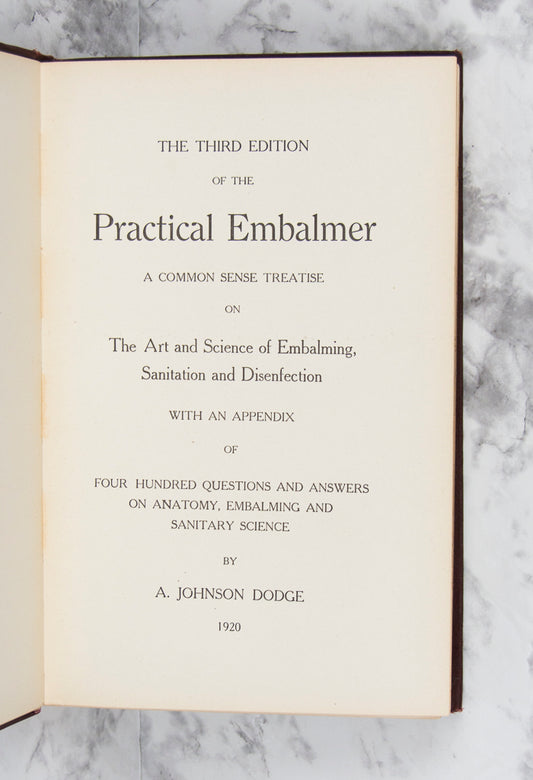 THE THIRD EDITION
OF THE
Practical Embalmer
A COMMON SENSE TREATISE
ON
The Art and Science of Embalming,
Sanitation and Disenfection
WITH AN APPENDIX
OF
FOUR HUNDRED QUESTIONS AND ANSWERS
ON ANATOMY, EMBALMING AND
SANITARY SCIENCE
BY
A. JOHNSON DODGE
1920